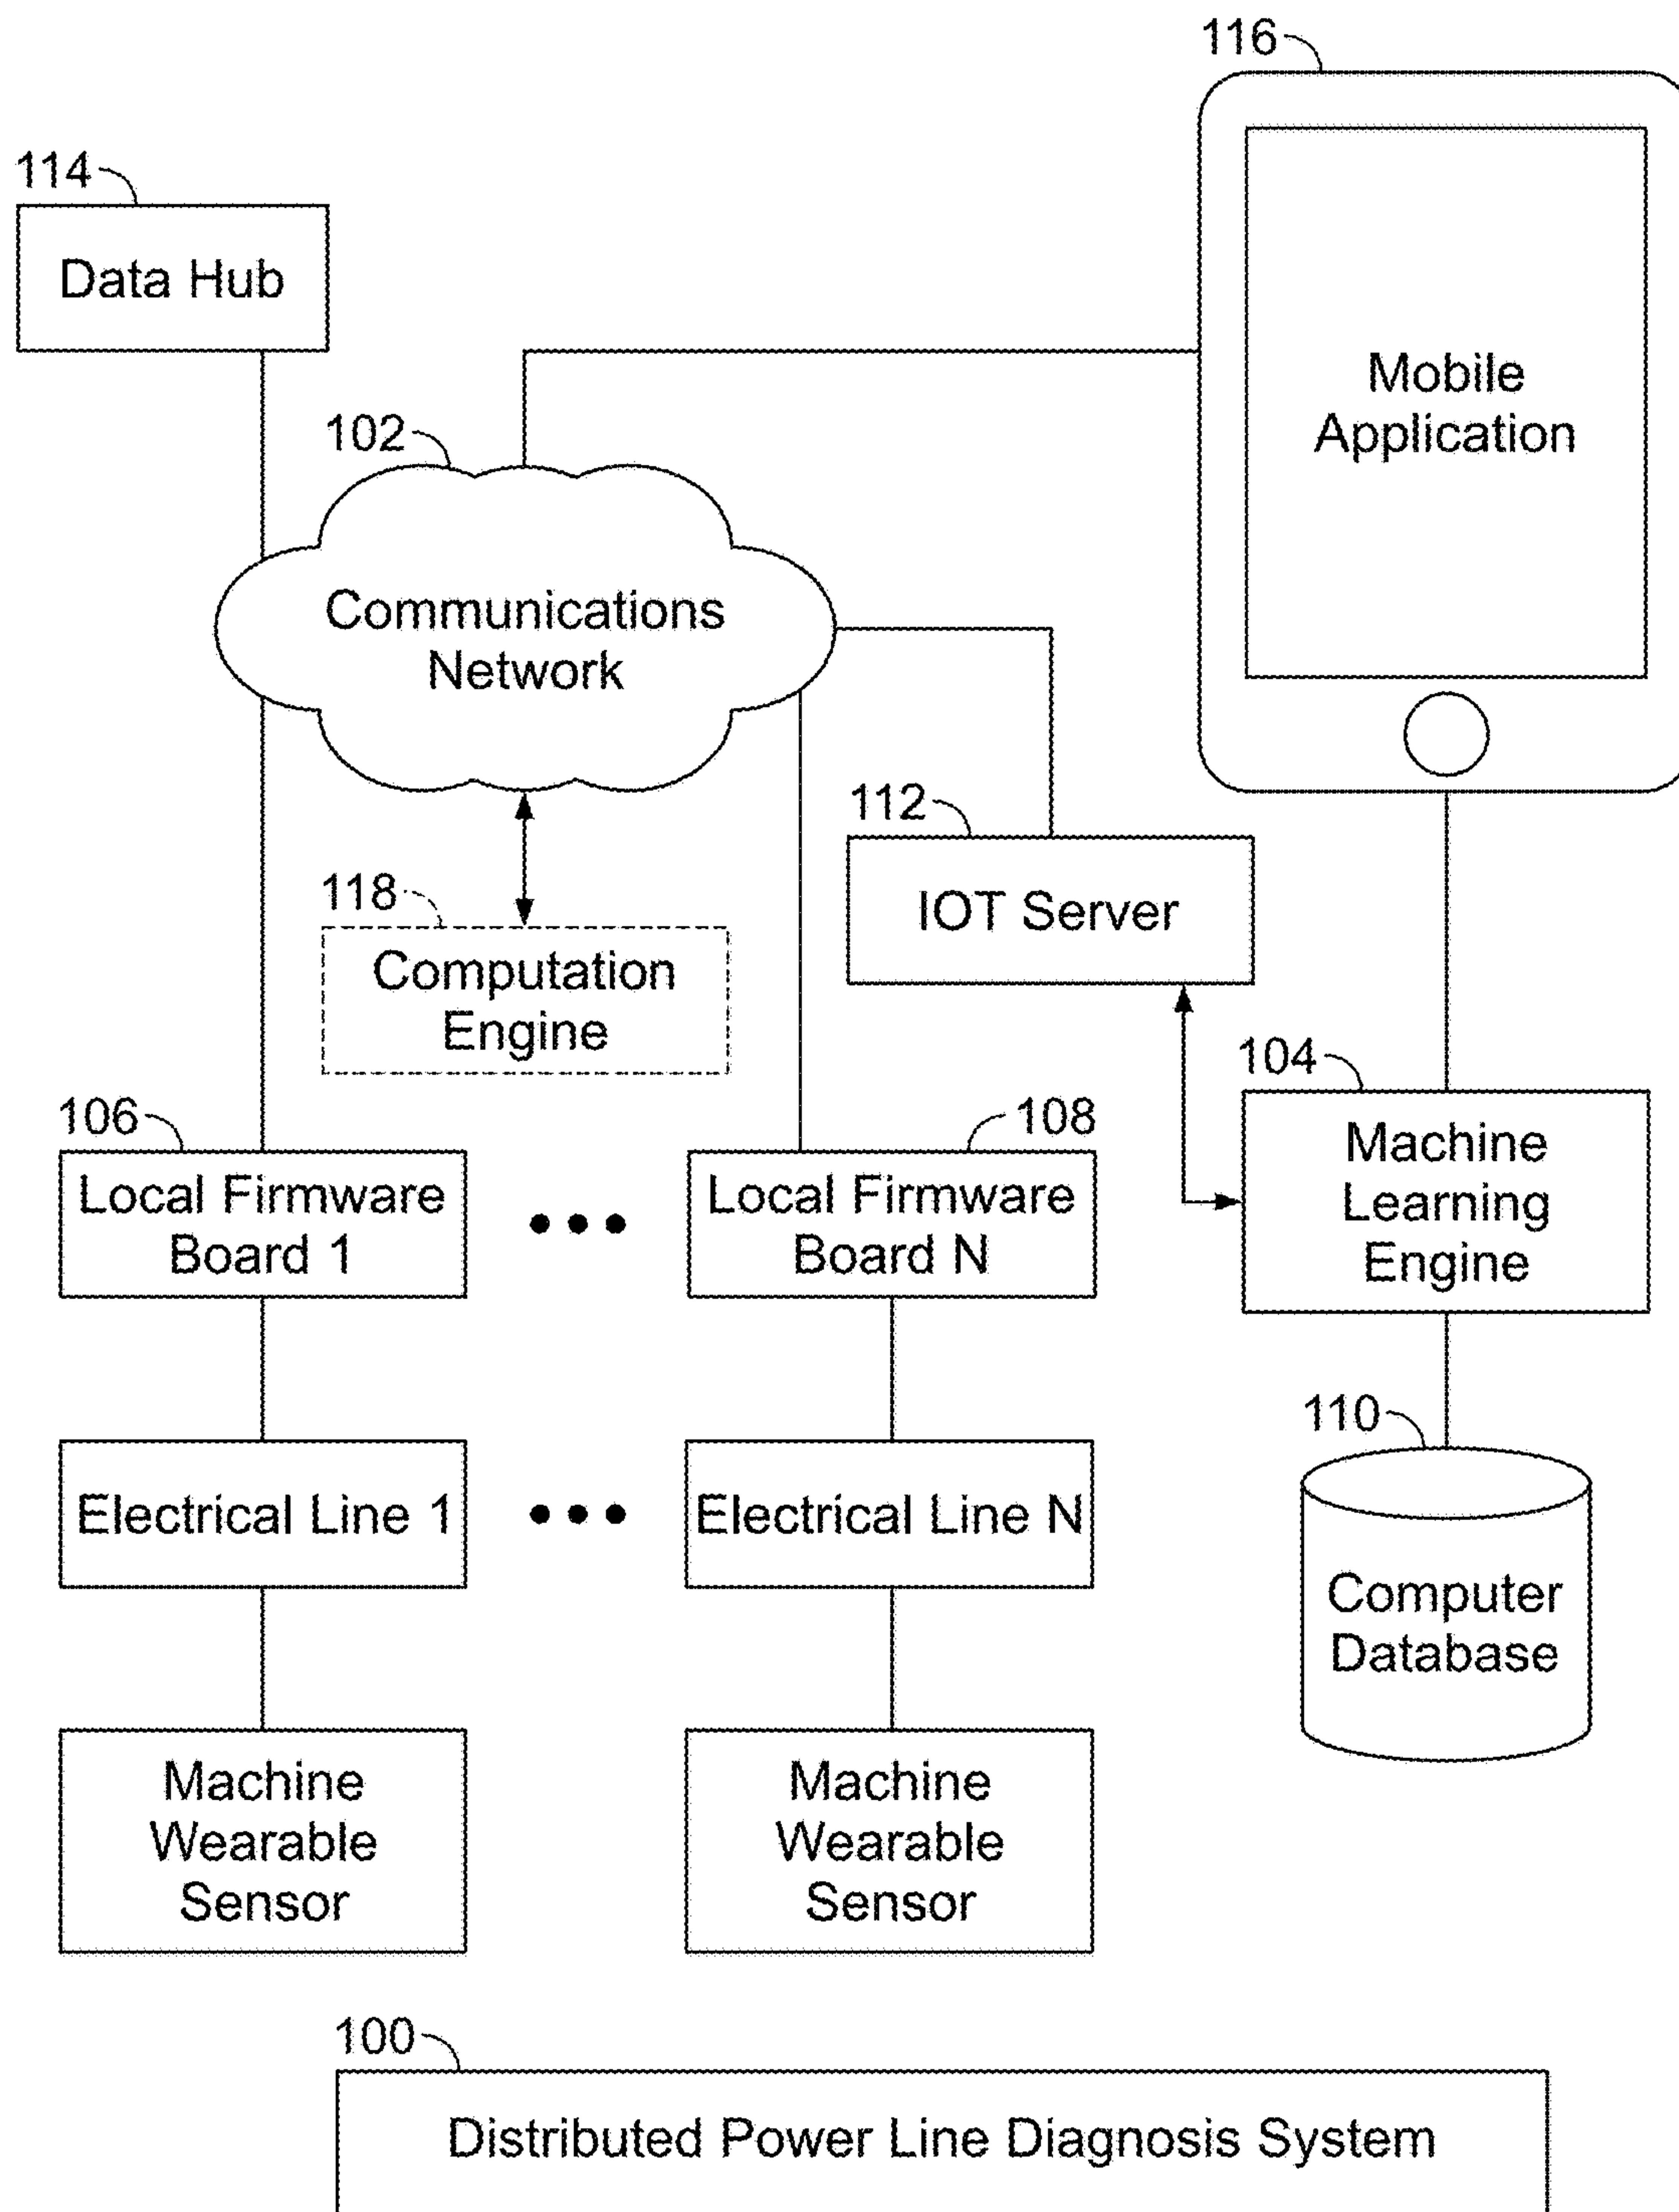 116
114
Data Hub
Mobile
Application
102
Communications
Network
112
IOT Server
118
Computation
Engine
104
Machine
Learning
Engine
106
Local Firmware
Board 1
108
Local Firmware
Board N
110
Computer
Database
Electrical Line 1
Electrical Line N
Machine
Wearable
Sensor
Machine
Wearable
Sensor
100
Distributed Power Line Diagnosis System